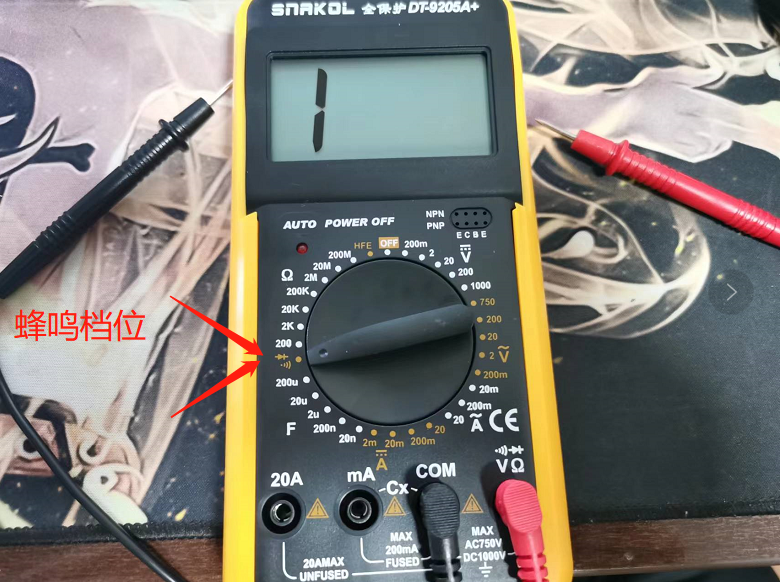 SNAKOL 全保护 DT-9205A+
1
AUTO POWER OFF
NPN
PNP
E C B E
HFE
OFF
200m
2
20
200
1000
V
750
200
20
2
V
200m
20m
200m
20
A
CE
20
200m
20m
2m
A
20n
200n
2u
20u
200u
F
200
2K
20K
200K
2M
20M
200M
Ω
蜂鸣档位
20A
mA
Cx
COM
VΩ
20AMAX
UNFUSED
MAX
200mA
FUSED
MAX
AC750V
DC1000V